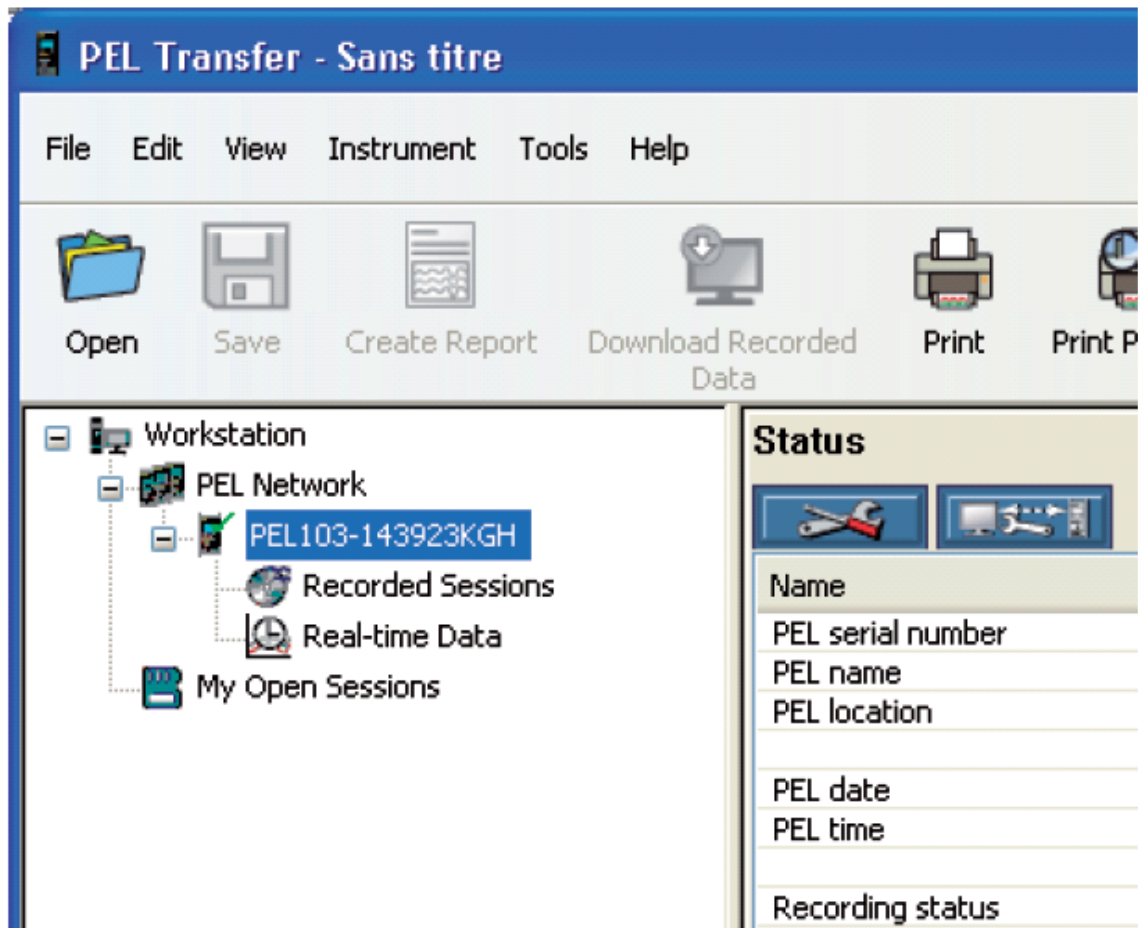 PEL Transfer - Sans titre
File Edit View Instrument Tools Help
Open Save Create Report Download Recorded Data Print Print P
Workstation
PEL Network
PEL103-143923KGH
Recorded Sessions
Real-time Data
My Open Sessions
Status
Name
PEL serial number
PEL name
PEL location
PEL date
PEL time
Recording status